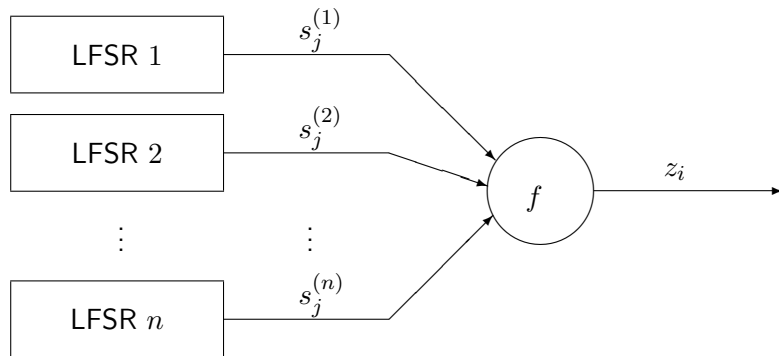 LFSR 1
s_j^{(1)}
LFSR 2
s_j^{(2)}
f
z_i
⋮ ⋮
LFSR n
s_j^{(n)}